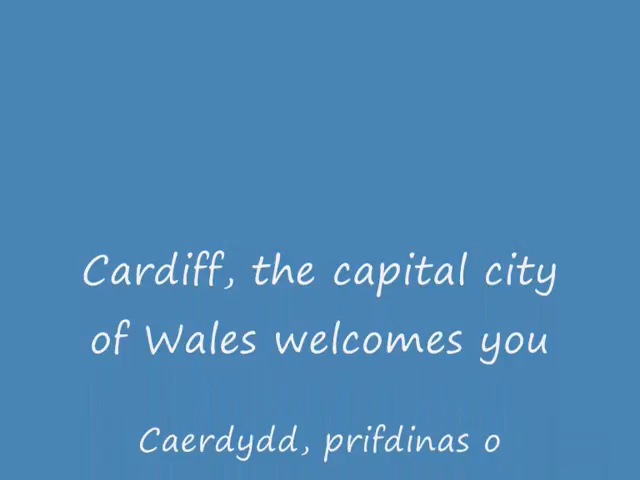 Cardiff, the capital city
of Wales welcomes you
Caerdydd, prifdinas o